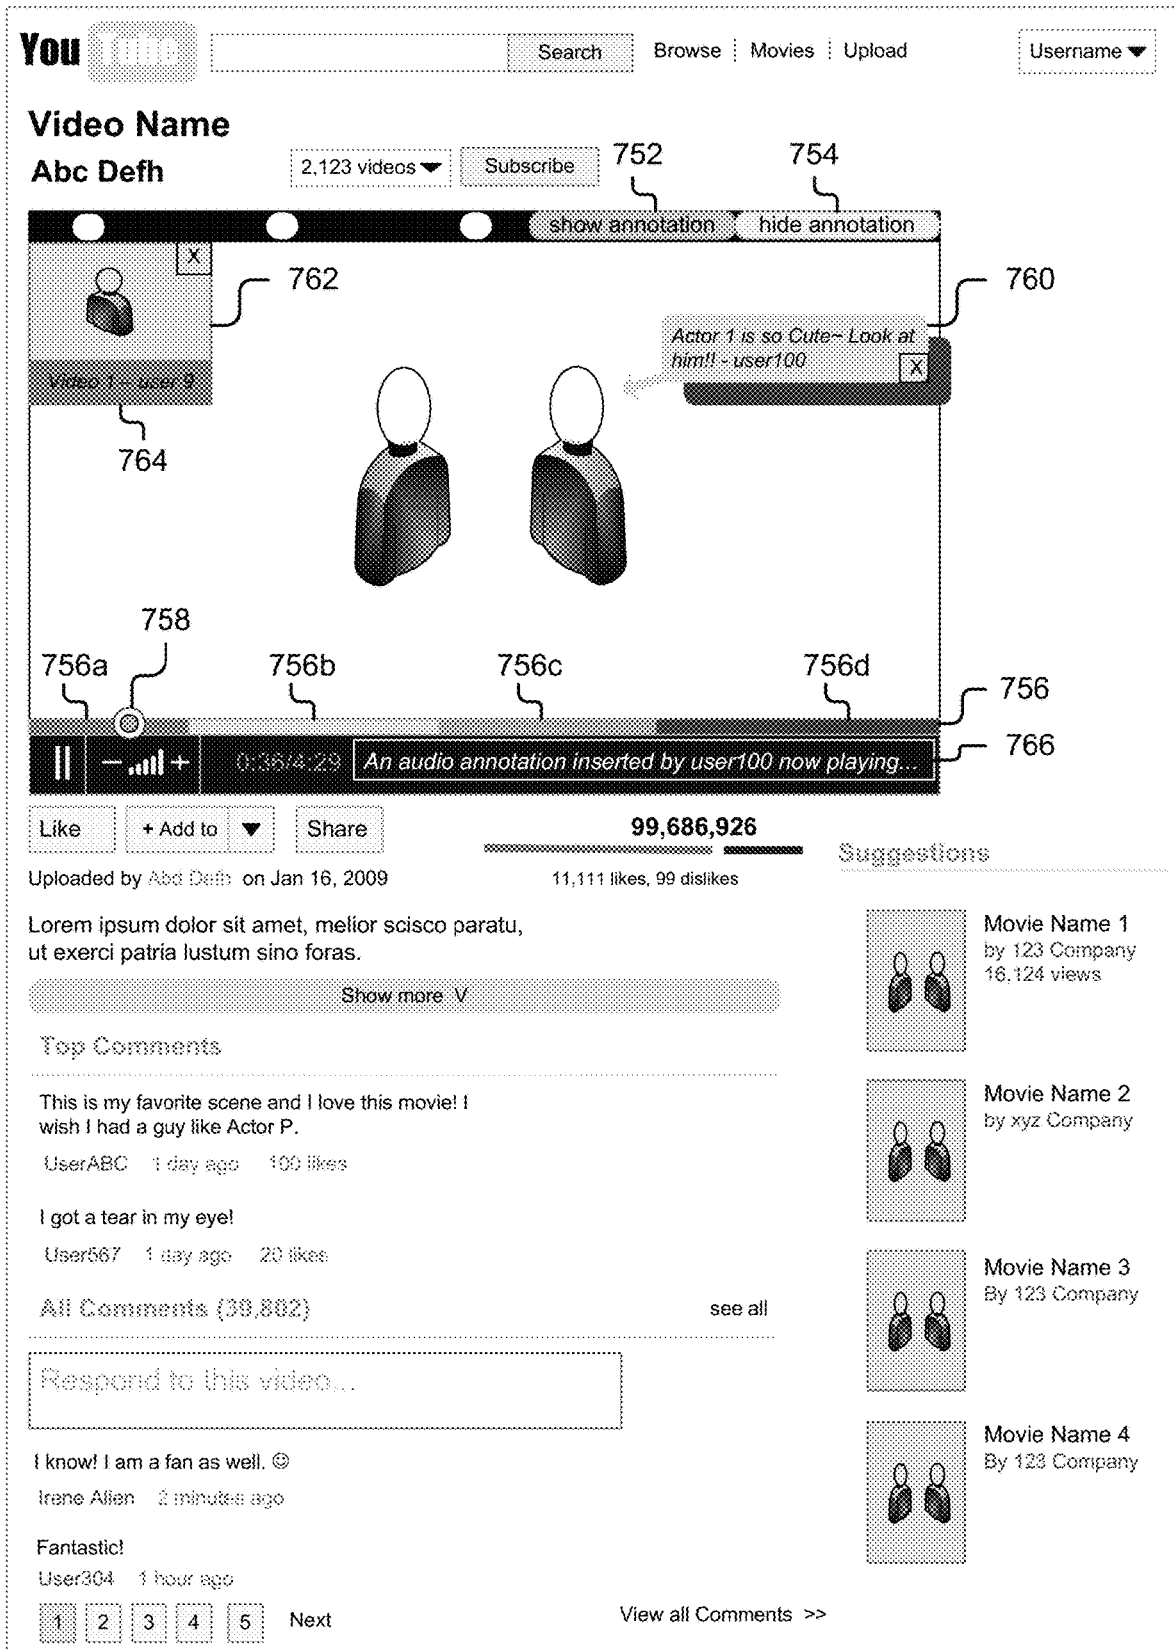 YouTube
Search
Browse
Movies
Upload
Username
Video Name
Abc Defh
2,123 videos
Subscribe
752
754
show annotation
hide annotation
X
762
760
Actor 1 is so Cute~ Look at
him!! - user100
X
Video 1 – user 9
764
758
756a
756b
756c
756d
756
766
0:36/4:29
An audio annotation inserted by user100 now playing...
Like
+ Add to
Share
99,686,926
Suggestions
Uploaded by Abd Defh on Jan 16, 2009
11,111 likes, 99 dislikes
Lorem ipsum dolor sit amet, melior scisco paratu,
ut exerci patria lustum sino foras.
Show more V
Movie Name 1
by 123 Company
16,124 views
Top Comments
This is my favorite scene and I love this movie! I
wish I had a guy like Actor P.
UserABC 1 day ago 100 likes
Movie Name 2
by xyz Company
I got a tear in my eye!
User567 1 day ago 20 likes
All Comments (39,802)
see all
Movie Name 3
By 123 Company
Respond to this video...
Movie Name 4
By 123 Company
I know! I am a fan as well. ☺
Irene Allen 2 minutes ago
Fantastic!
User304 1 hour ago
1 2 3 4 5 Next
View all Comments >>